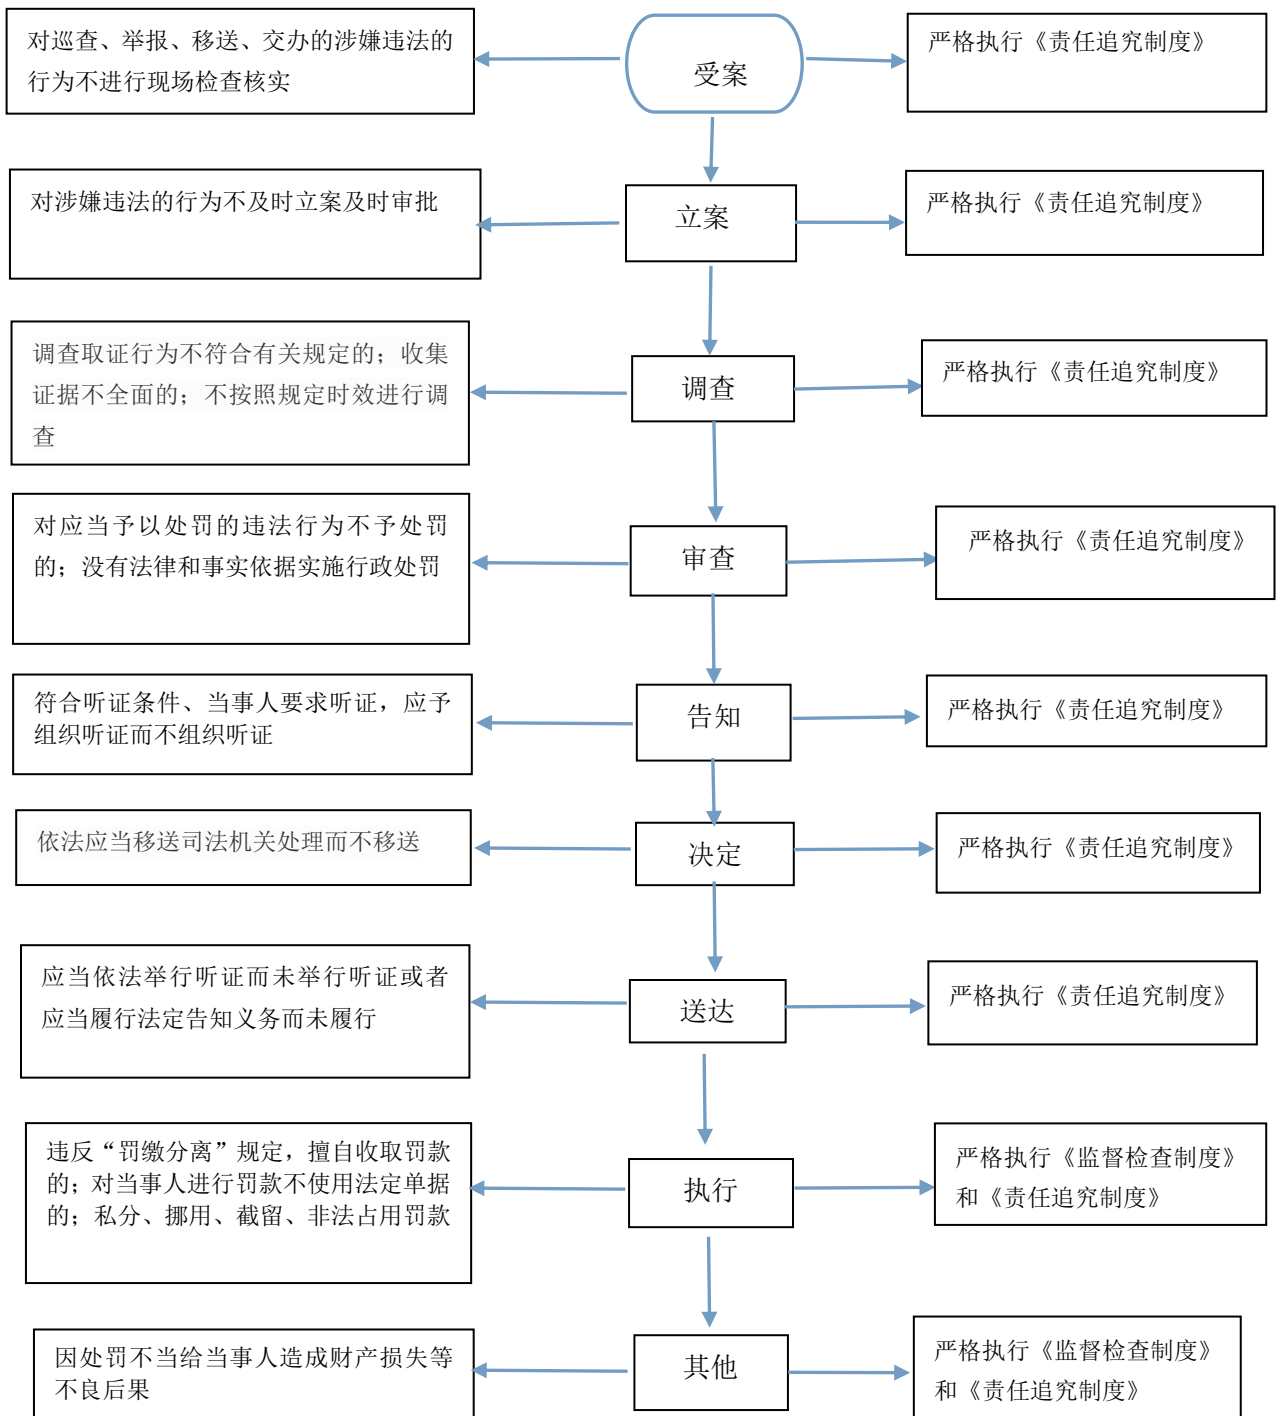 对巡查、举报、移送、交办的涉嫌违法的
行为不进行现场检查核实
受案
严格执行《责任追究制度》
对涉嫌违法的行为不及时立案及时审批
立案
严格执行《责任追究制度》
调查取证行为不符合有关规定的；收集
证据不全面的；不按照规定时效进行调
查
调查
严格执行《责任追究制度》
对应当予以处罚的违法行为不予处罚
的；没有法律和事实依据实施行政处罚
审查
严格执行《责任追究制度》
符合听证条件、当事人要求听证，应予
组织听证而不组织听证
告知
严格执行《责任追究制度》
依法应当移送司法机关处理而不移送
决定
严格执行《责任追究制度》
应当依法举行听证而未举行听证或者
应当履行法定告知义务而未履行
送达
严格执行《责任追究制度》
违反“罚缴分离”规定，擅自收取罚款
的；对当事人进行罚款不使用法定单据
的；私分、挪用、截留、非法占用罚款
执行
严格执行《监督检查制度》
和《责任追究制度》
因处罚不当给当事人造成财产损失等
不良后果
其他
严格执行《监督检查制度》
和《责任追究制度》